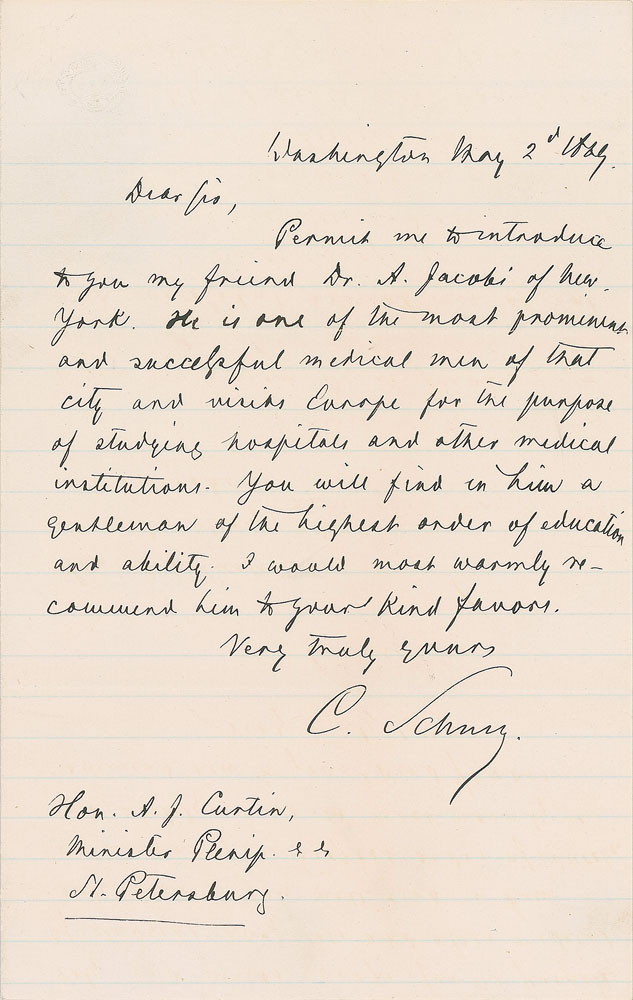 Washington May 2d 1869.
Dear Sir,
Permit me to introduce
to you my friend Dr. A. Jacobi of New-
York. He is one of the most prominent
and successful medical men of that
city and visits Europe for the purpose
of studying hospitals and other medical
institutions. You will find in him a
gentleman of the highest order of education
and ability. I would most warmly re-
commend him to your kind favors.
Very truly yours
C. Schurz.
Hon. A. J. Curtin,
Minister Plenip. &c
St. Petersburg.